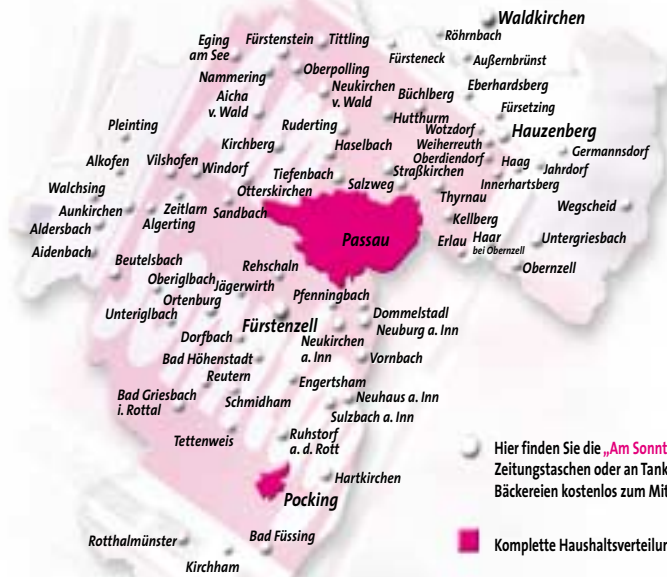 Waldkirchen
Röhrnbach
Eging
am See
Fürstenstein
Tittling
Fürsteneck
Außernbrünst
Nammering
Oberpolling
Neukirchen
v. Wald
Eberhardsberg
Aicha
v. Wald
Büchlberg
Fürsetzing
Hutthurm
Pleinting
Ruderting
Wotzdorf
Hauzenberg
Kirchberg
Haselbach
Weiherreuth
Germannsdorf
Alkofen
Vilshofen
Windorf
Oberdiendorf
Haag
Jahrdorf
Tiefenbach
Straßkirchen
Innerhartsberg
Walchsing
Otterskirchen
Salzweg
Thyrnau
Wegscheid
Aunkirchen
Zeitlarn
Sandbach
Kellberg
Aldersbach
Algerting
Passau
Erlau
Haar
bei Obernzell
Untergriesbach
Aidenbach
Beutelsbach
Rehschaln
Obernzell
Oberiglbach
Jägerwirth
Pfenningbach
Ortenburg
Unteriglbach
Fürstenzell
Dommelstadl
Neuburg a. Inn
Dorfbach
Neukirchen
a. Inn
Bad Höhenstadt
Vornbach
Reutern
Engertsham
Bad Griesbach
i. Rottal
Schmidham
Neuhaus a. Inn
Sulzbach a. Inn
Tettenweis
Ruhstorf
a. d. Rott
Hartkirchen
Pocking
Rotthalmünster
Bad Füssing
Kirchham
Hier finden Sie die „Am Sonnt
Zeitungstaschen oder an Tank
Bäckereien kostenlos zum Mit
Komplette Haushaltsverteilun